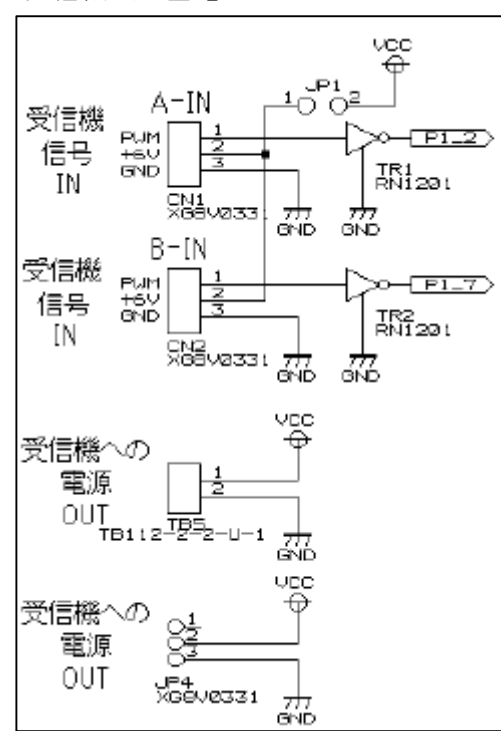 VCC
JP1
1 2
A-IN
受信機
信号
IN
PWM
+6V
GND
1
2
3
CN1
XG8V0331
GND
TR1
RN1201
GND
P1_2
B-IN
受信機
信号
IN
PWM
+6V
GND
1
2
3
CN2
XG8V0331
GND
TR2
RN1201
GND
P1_7
VCC
受信機への
電源
OUT
1
2
TB5
TB112-2-2-U-1
GND
VCC
受信機への
電源
OUT
1
2
3
JP4
XG8V0331
GND